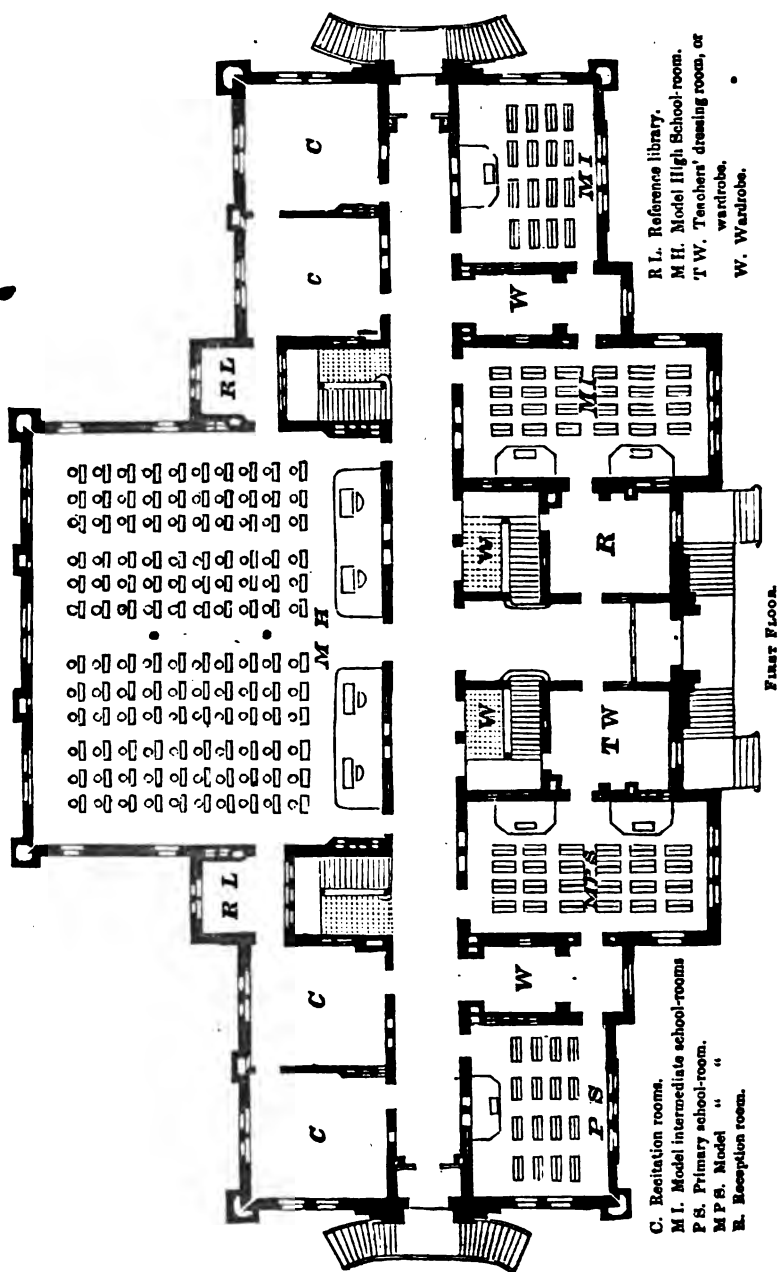 R L
R L
C
C
C
C
M H
W
W
W
W
P S
M P S
T W
R
M I
M I
FIRST FLOOR.
C. Recitation rooms.
M I. Model intermediate school-rooms
P S. Primary school-room.
M P S. Model " "
R. Reception room.
R L. Reference library.
M H. Model High School-room.
T W. Teachers' dressing room, or
wardrobe.
W. Wardrobe.